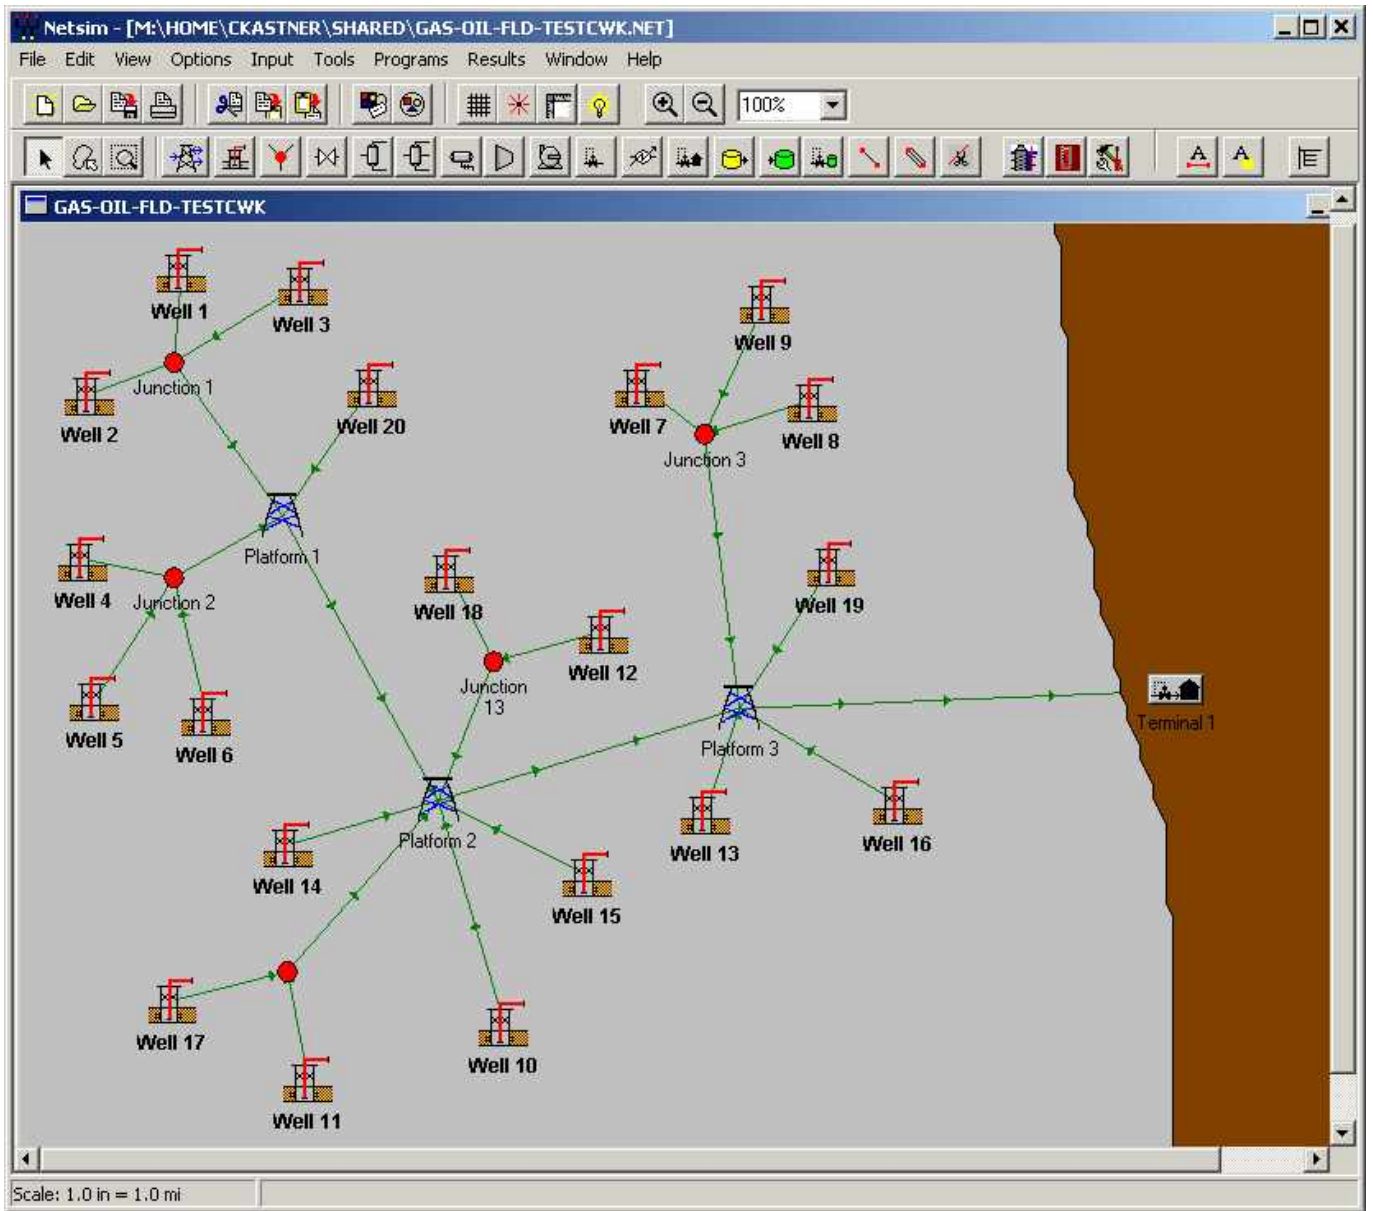 Netsim - [M:\HOME\CKASTNER\SHARED\GAS-OIL-FLD-TESTCWK.NET]
File Edit View Options Input Tools Programs Results Window Help
100%
A A
GAS-OIL-FLD-TESTCWK
Well 1
Well 3
Well 9
Junction 1
Well 2
Well 20
Well 7
Well 8
Junction 3
Platform 1
Well 4
Junction 2
Well 18
Well 19
Well 12
Junction
13
Well 5
Well 6
Platform 3
Terminal 1
Platform 2
Well 13
Well 16
Well 14
Well 15
Well 17
Well 10
Well 11
Scale: 1.0 in = 1.0 mi